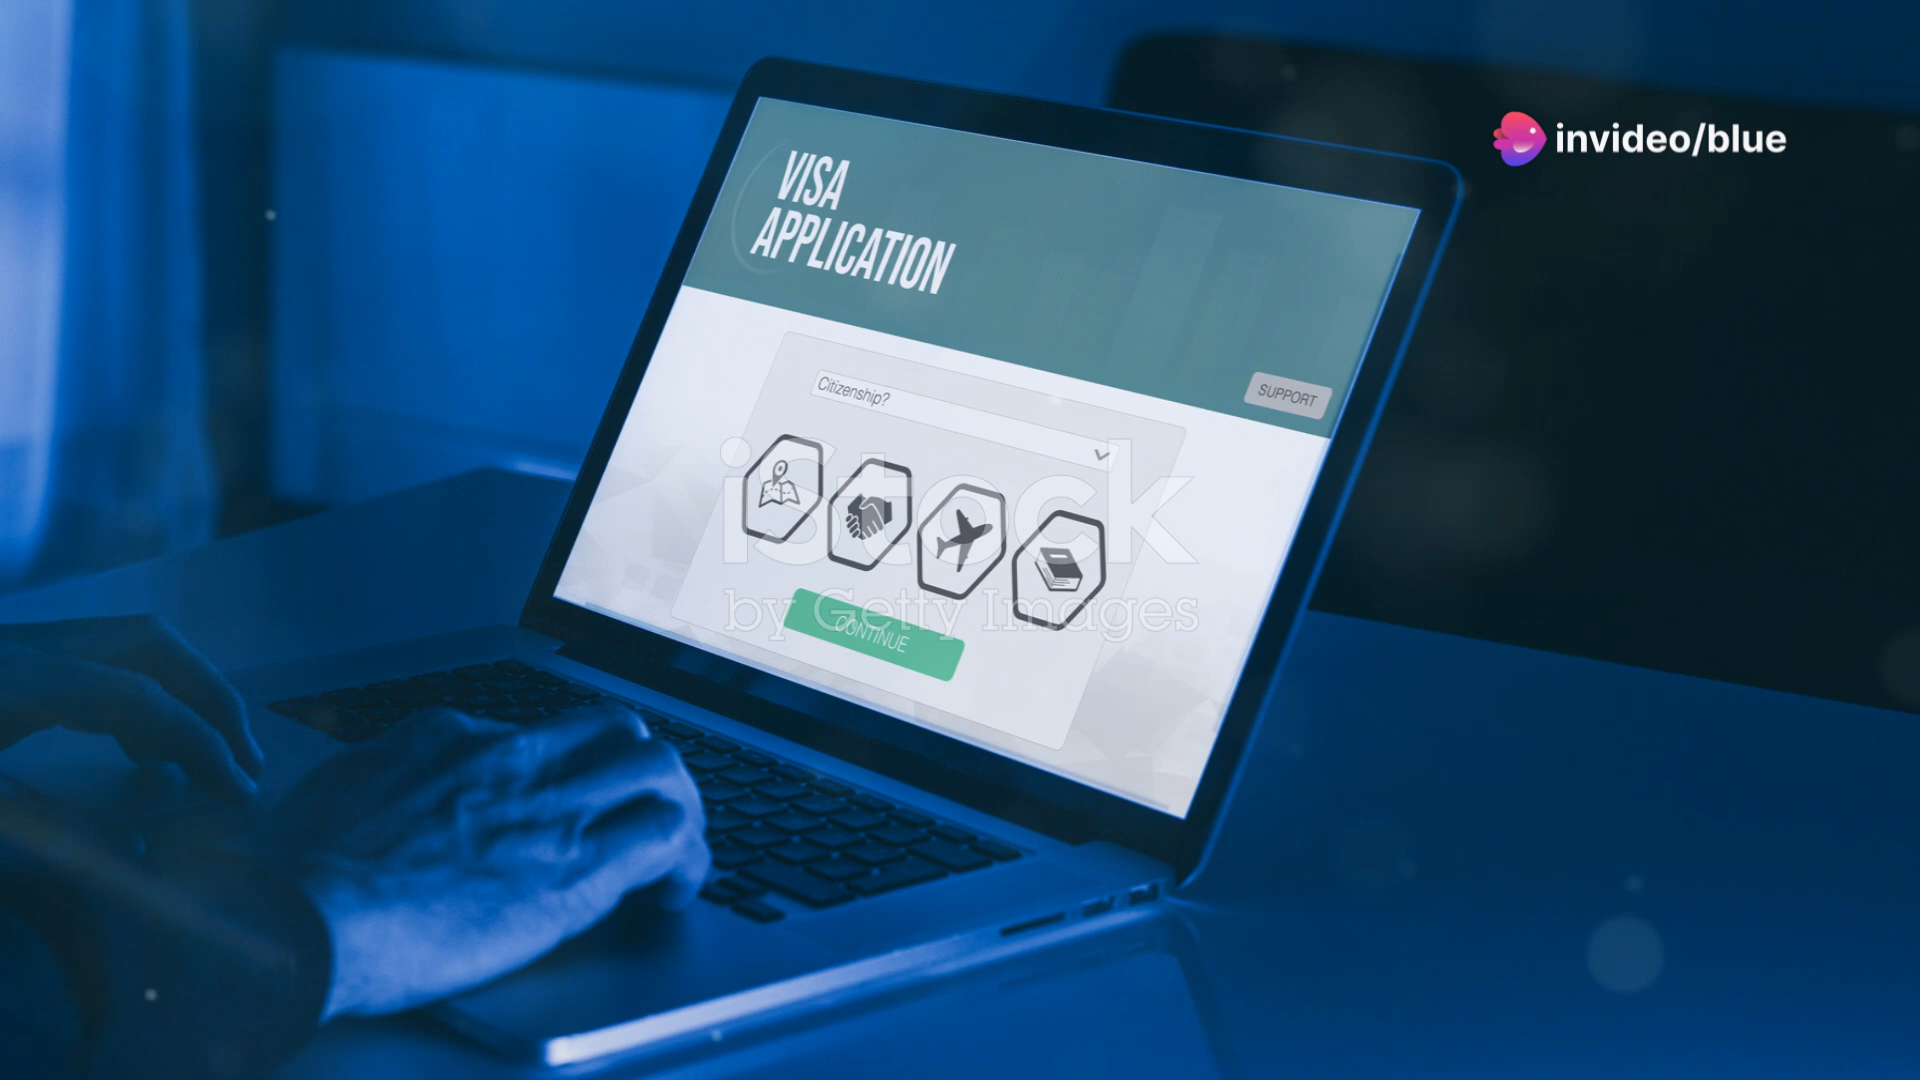 invideo/blue
VISA
APPLICATION
SUPPORT
Citizenship?
iStock
by Getty Images
CONTINUE